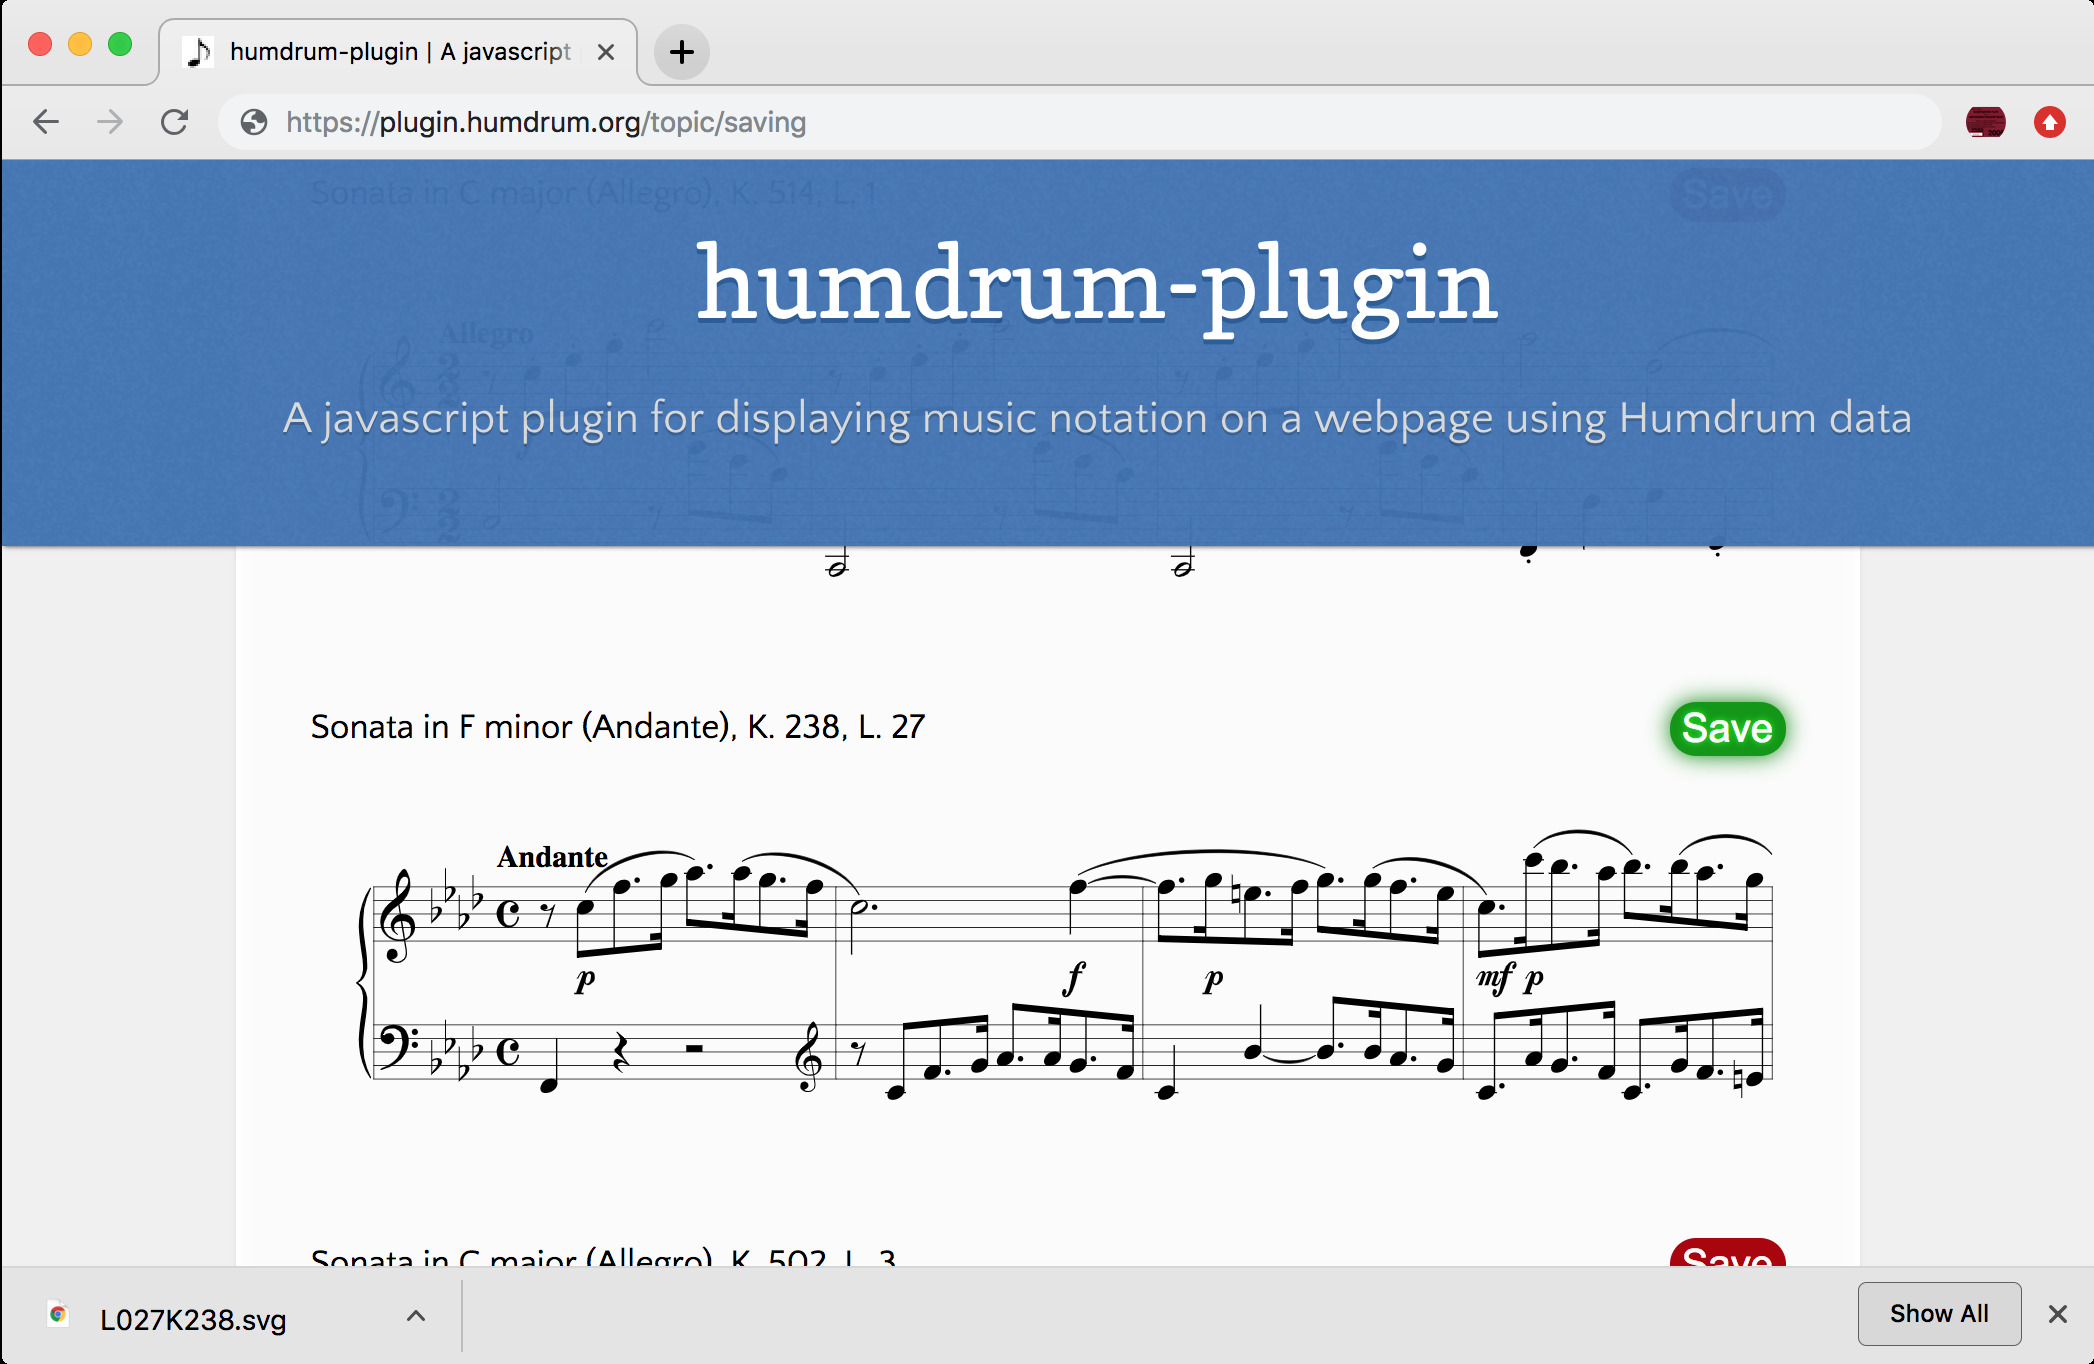 humdrum-plugin | A javascript
https://plugin.humdrum.org/topic/saving
Sonata in C major (Allegro), K. 514, L. 1
Save
humdrum-plugin
Allegro
A javascript plugin for displaying music notation on a webpage using Humdrum data
Sonata in F minor (Andante), K. 238, L. 27
Save
Andante
p
f
p
mf p
Sonata in C major (Allegro), K. 502, L. 3
Save
L027K238.svg
Show All